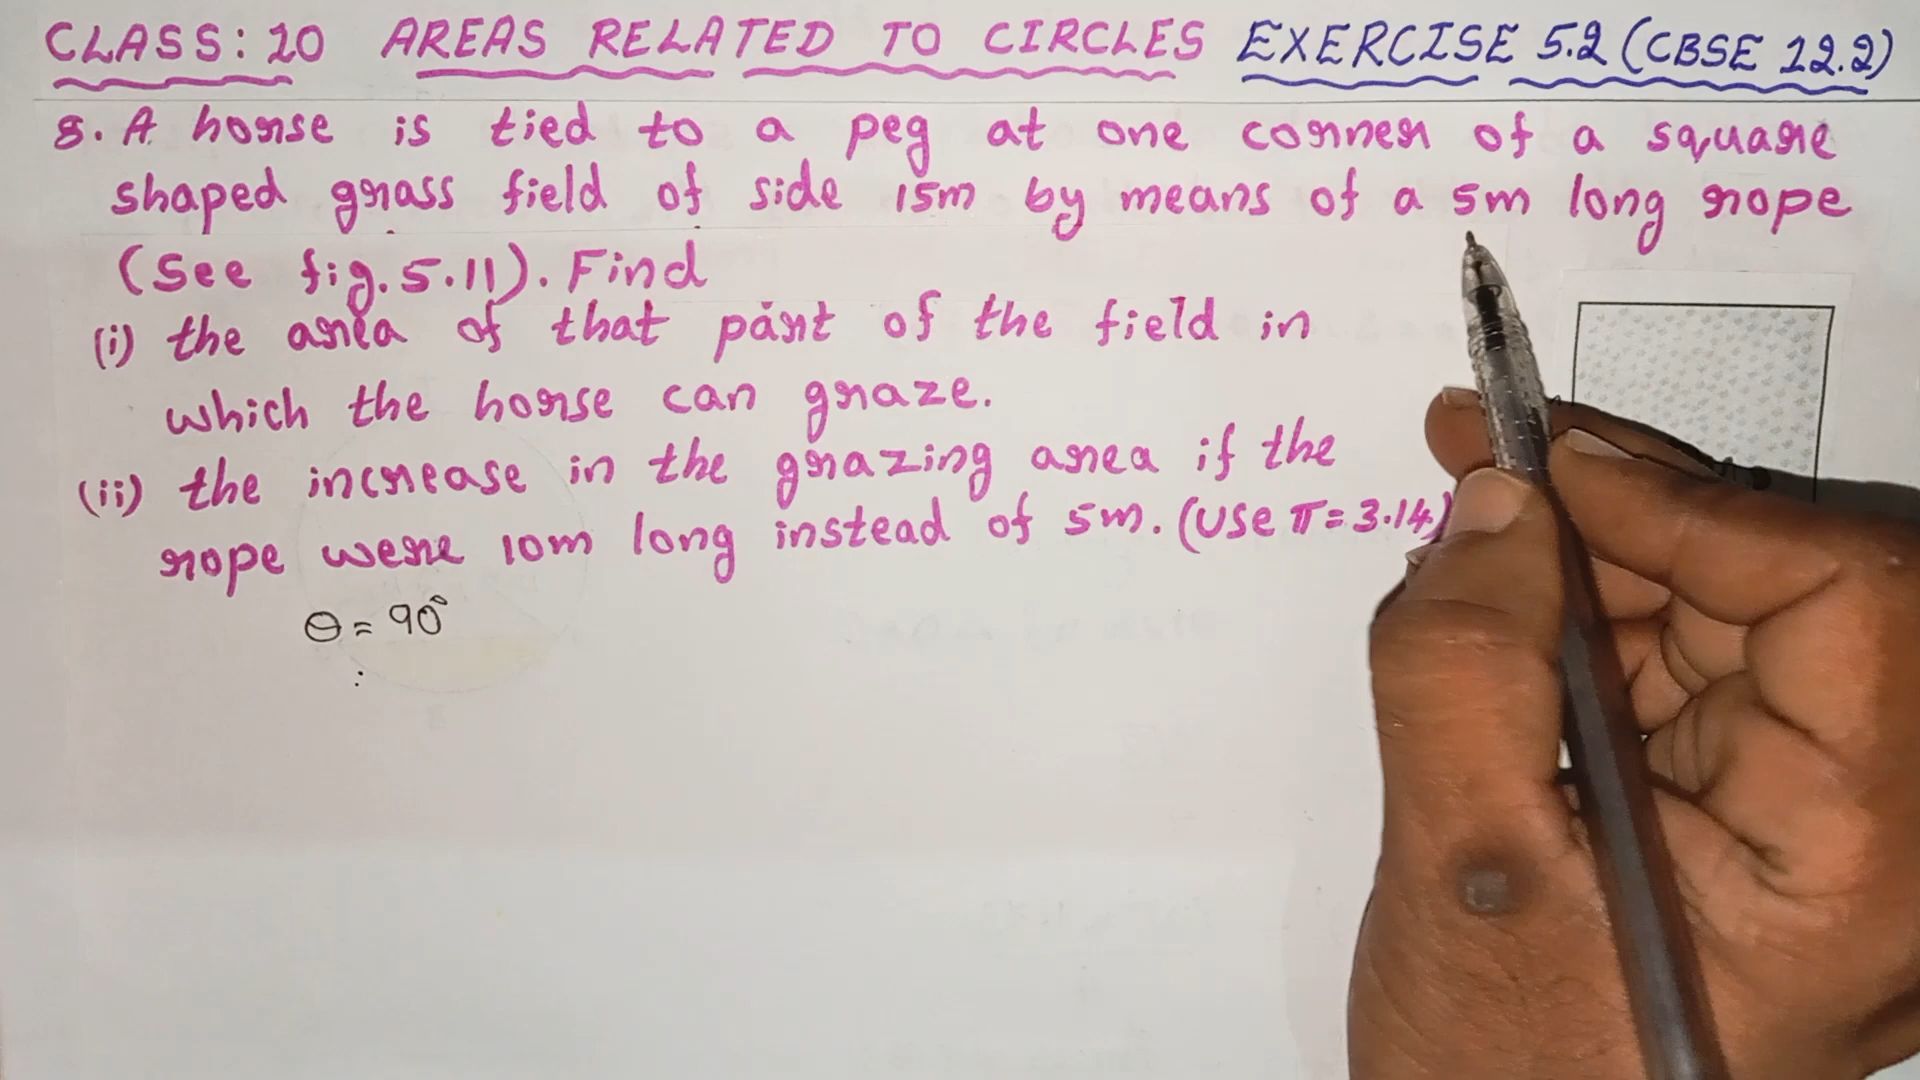 CLASS: 10 AREAS RELATED TO CIRCLES EXERCISE 5.2 (CBSE 12.2)
8. A horse is tied to a peg at one corner of a square
shaped grass field of side 15m by means of a 5m long rope
(See fig. 5.11). Find
(i) the area of that part of the field in
which the horse can graze.
(ii) the increase in the grazing area if the
rope were 10m long instead of 5m. (Use π = 3.14)
θ = 90°